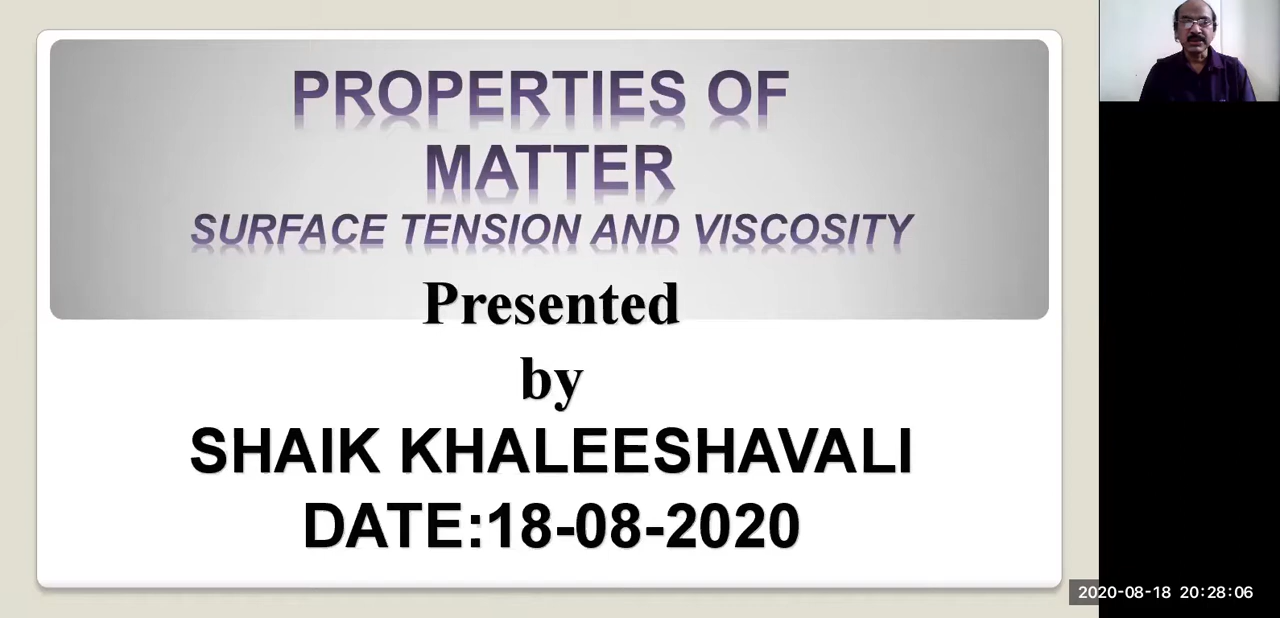 PROPERTIES OF
MATTER
SURFACE TENSION AND VISCOSITY
Presented
by
SHAIK KHALEESHAVALI
DATE:18-08-2020
2020-08-18 20:28:06